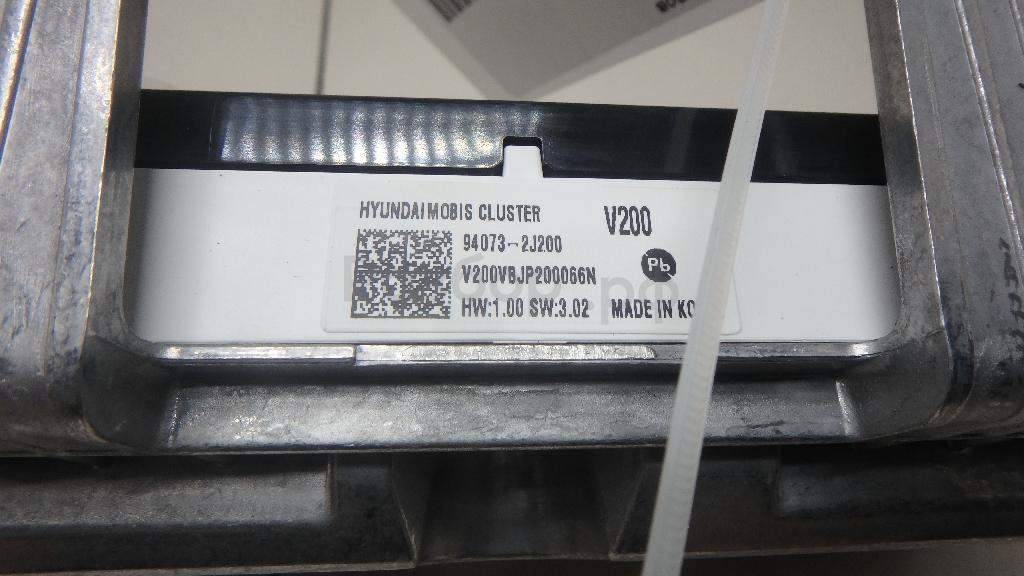 HYUNDAI MOBIS CLUSTER
V200
94073-2J200
Pb
V200VBJP200066N
HW:1.00 SW:3.02
MADE IN KO